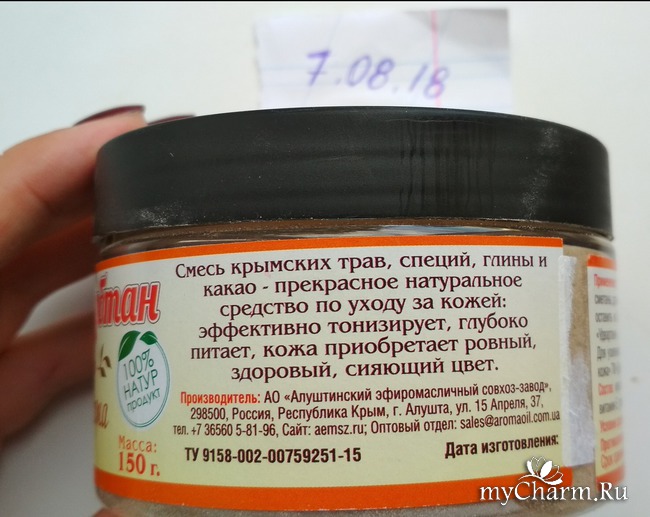 7.08.18
Смесь крымских трав, специй, глины и
какао - прекрасное натуральное
средство по уходу за кожей:
эффективно тонизирует, глубоко
питает, кожа приобретает ровный,
здоровый, сияющий цвет.
Производитель: АО «Алуштинский эфиромасличный совхоз-завод»,
298500, Россия, Республика Крым, г. Алушта, ул. 15 Апреля, 37,
тел. +7 36560 5-81-96, Сайт: aemsz.ru; Оптовый отдел: sales@aromaoil.com.ua
ТУ 9158-002-00759251-15
Дата изготовления:
100%
НАТУР
продукт
Масса:
150 г.
myCharm.Ru